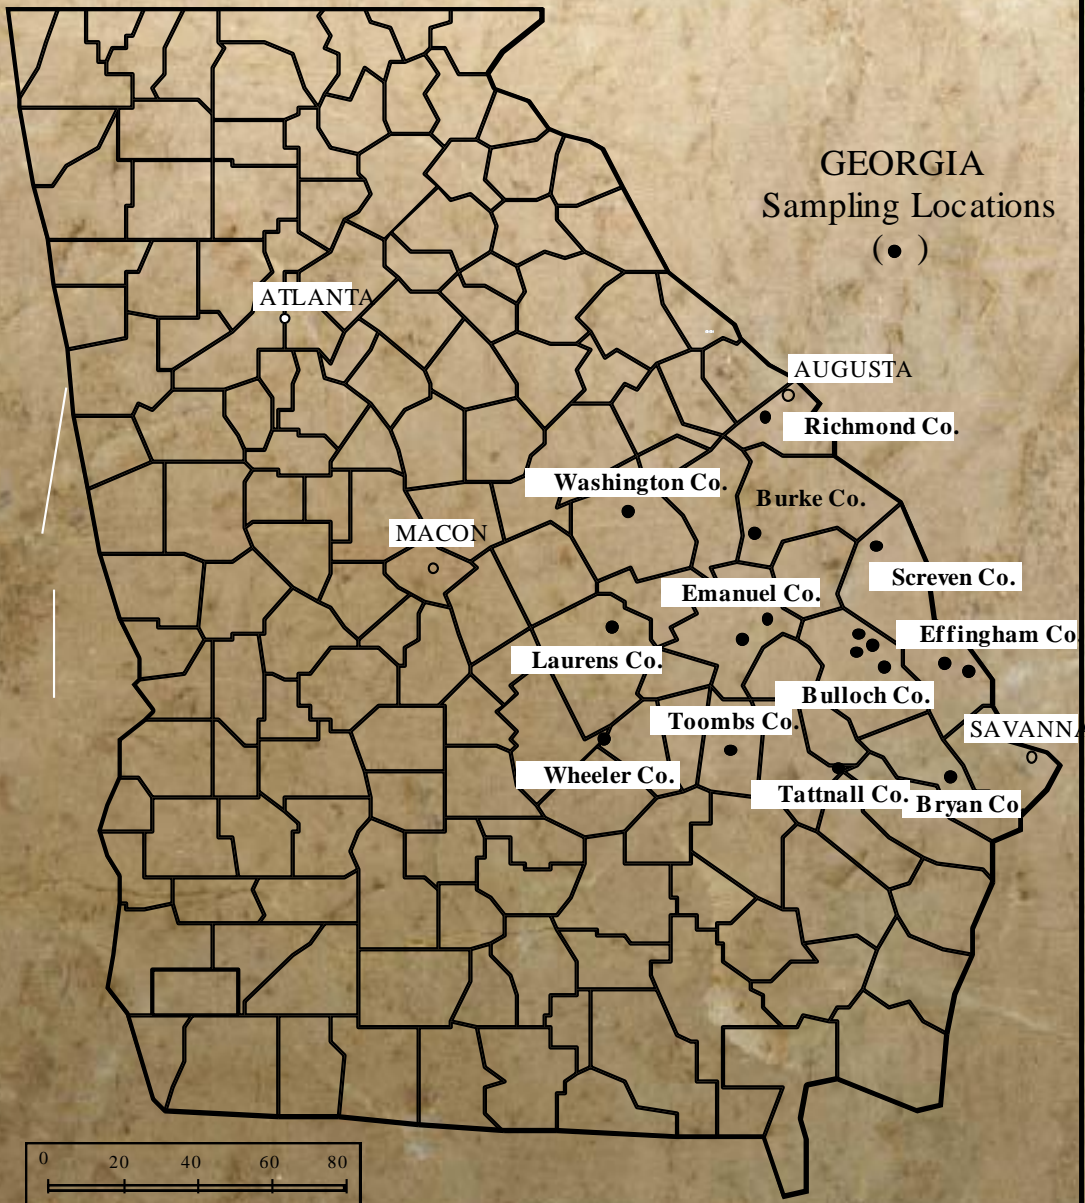 GEORGIA
Sampling Locations
(● )
ATLANTA
AUGUSTA
Richmond Co.
Washington Co.
Burke Co.
MACON
Screven Co.
Emanuel Co.
Effingham Co
Laurens Co.
Bulloch Co.
Toombs Co.
SAVANNA
Wheeler Co.
Tattnall Co.
Bryan Co
0 20 40 60 80